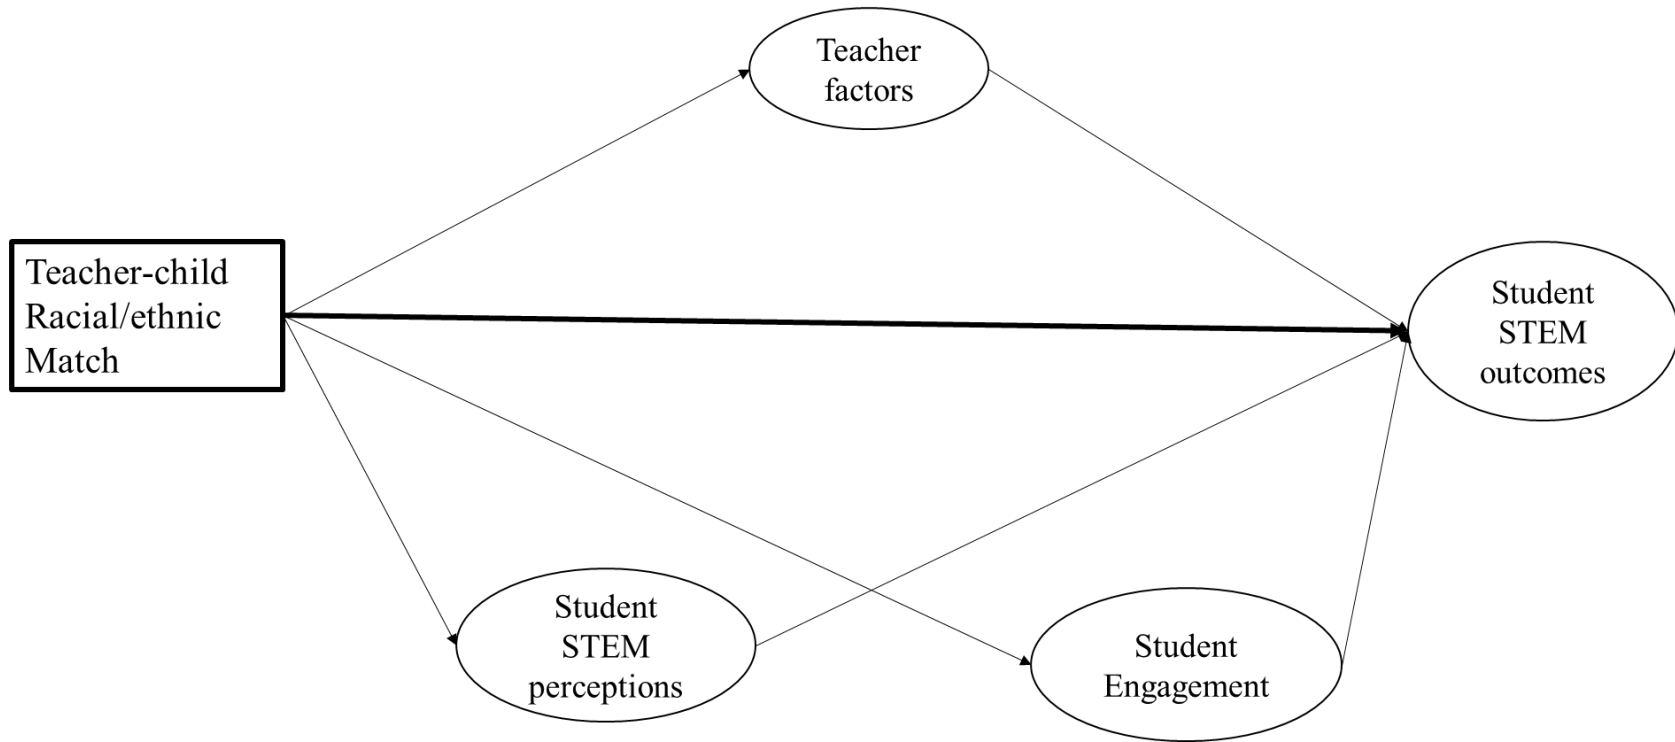 Teacher
factors
Teacher-child
Racial/ethnic
Match
Student
STEM
outcomes
Student
STEM
perceptions
Student
Engagement